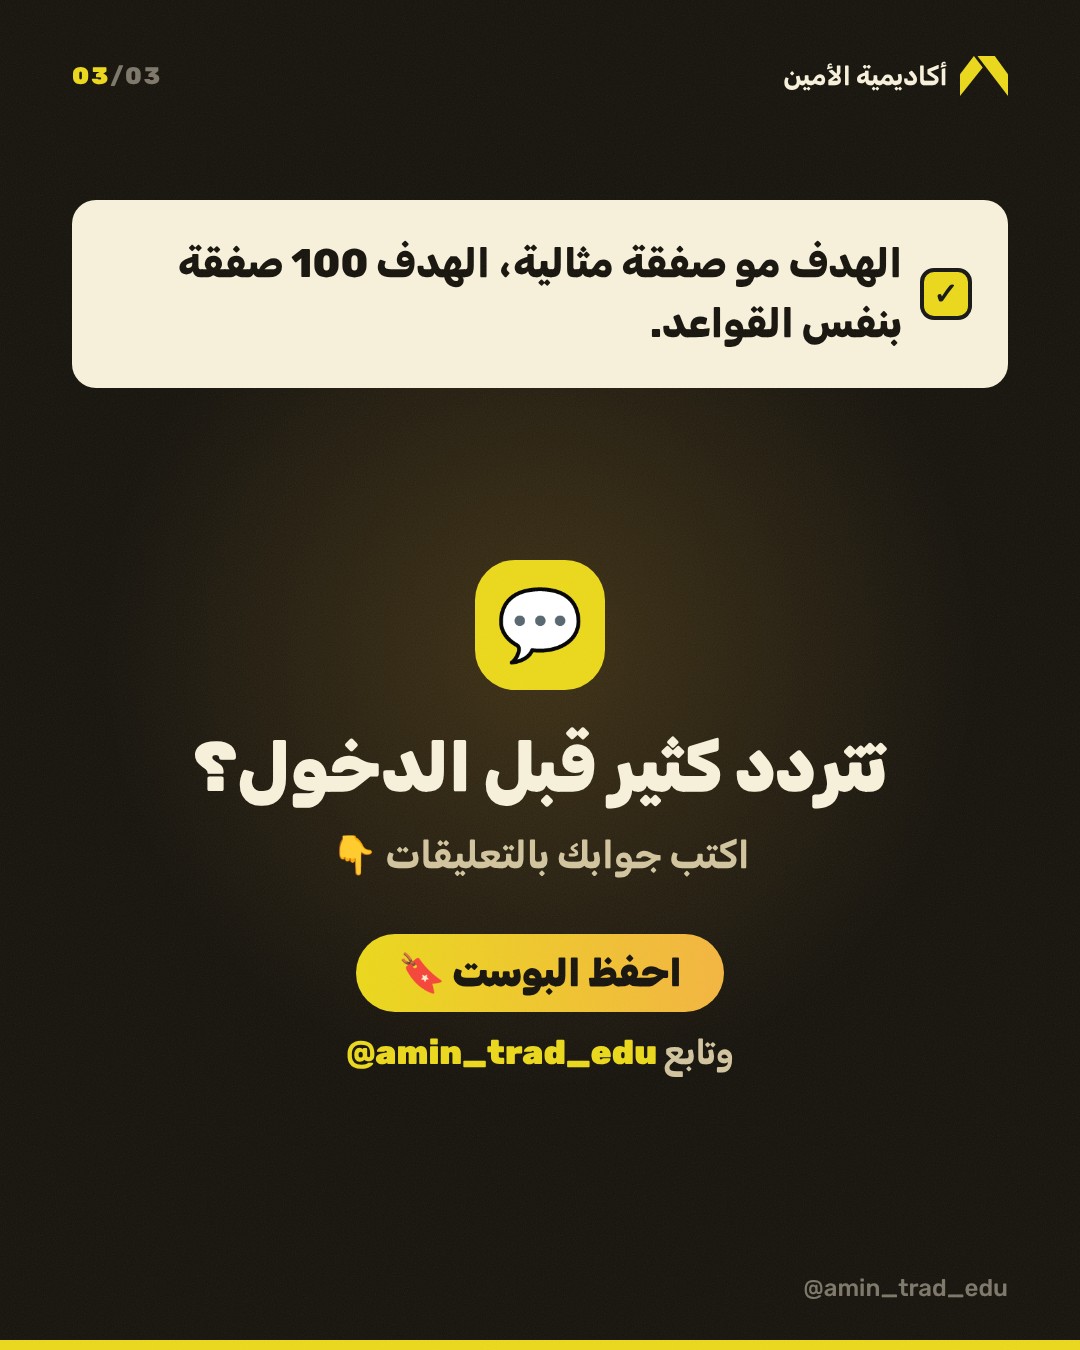 أكاديمية الأمين
03/03
الهدف مو صفقة مثالية، الهدف 100 صفقة
بنفس القواعد.
تتردد كثير قبل الدخول؟
اكتب جوابك بالتعليقات 👇
احفظ البوست 🔖
وتابع @amin_trad_edu
@amin_trad_edu